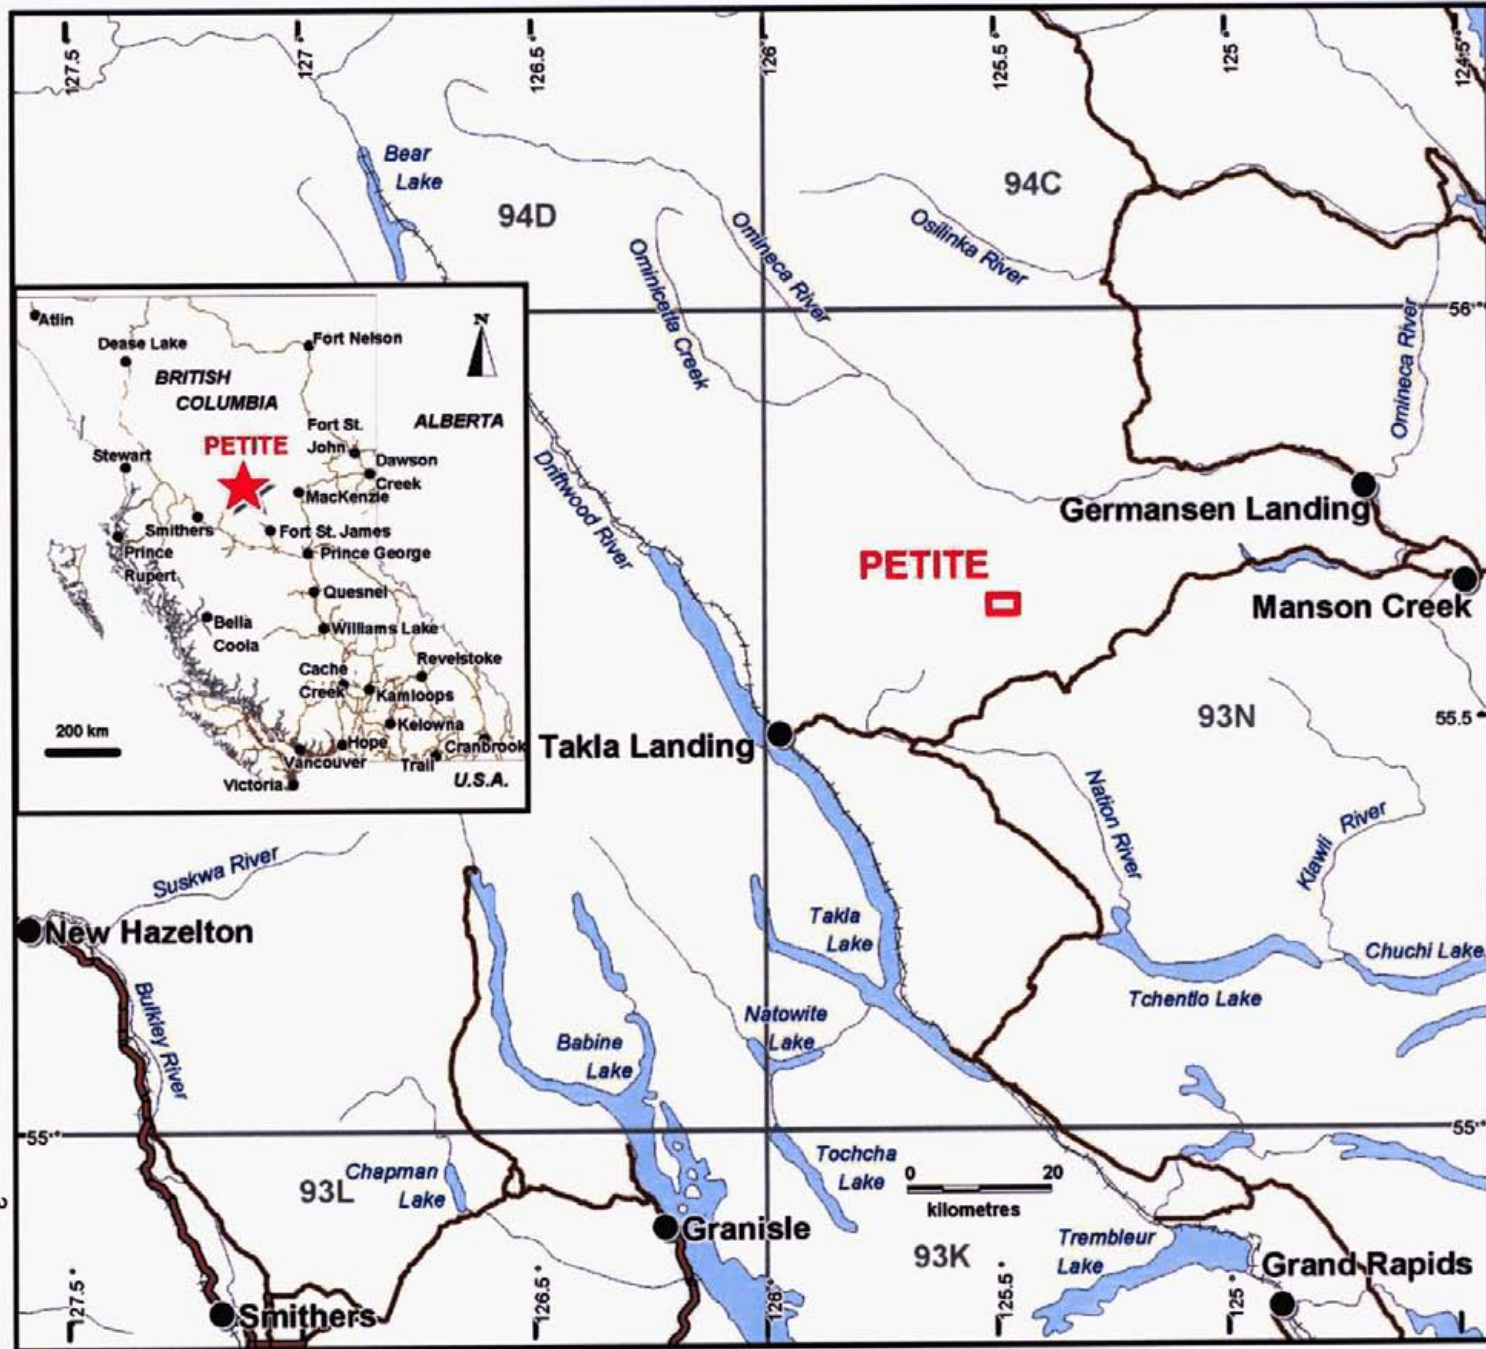 127.5 °
127 °
126.5 °
126 °
125.5 °
125 °
124.5 °
Bear
Lake
94D
94C
Omineca River
Ominicetla Creek
Osilinka River
56 °
Omineca River
Atlin
Dease Lake
Fort Nelson
N
BRITISH
COLUMBIA
ALBERTA
Fort St.
John
PETITE
Stewart
Dawson
Creek
MacKenzie
Smithers
Fort St. James
Prince
Rupert
Prince George
Quesnel
Bella
Coola
Williams Lake
Revelstoke
Cache
Creek
Kamloops
Kelowna
200 km
Hope
Cranbrook
Vancouver
Trail
Victoria
U.S.A.
Driftwood River
Germansen Landing
PETITE
Manson Creek
93N
55.5 °
Takla Landing
Nation River
Klawli River
Suskwa River
New Hazelton
Takla
Lake
Chuchi Lake
Tchentlo Lake
Bulkley River
Natowite
Lake
Babine
Lake
55 °
55 °
Chapman
Lake
93L
Tochcha
Lake
0 20
kilometres
Granisle
93K
Trembleur
Lake
Grand Rapids
Smithers
127.5 °
126.5 °
126 °
125.5 °
125 °